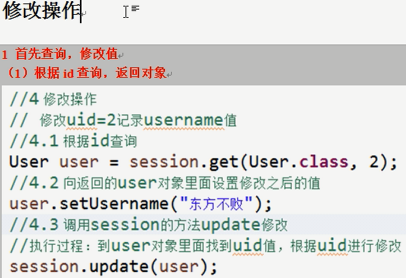 修改操作
1 首先查询，修改值
（1）根据 id 查询，返回对象
//4 修改操作
// 修改uid=2记录username值
//4.1 根据id查询
User user = session.get(User.class, 2);
//4.2 向返回的user对象里面设置修改之后的值
user.setUsername("东方不败");
//4.3 调用session的方法update修改
//执行过程：到user对象里面找到uid值，根据uid进行修改
session.update(user);